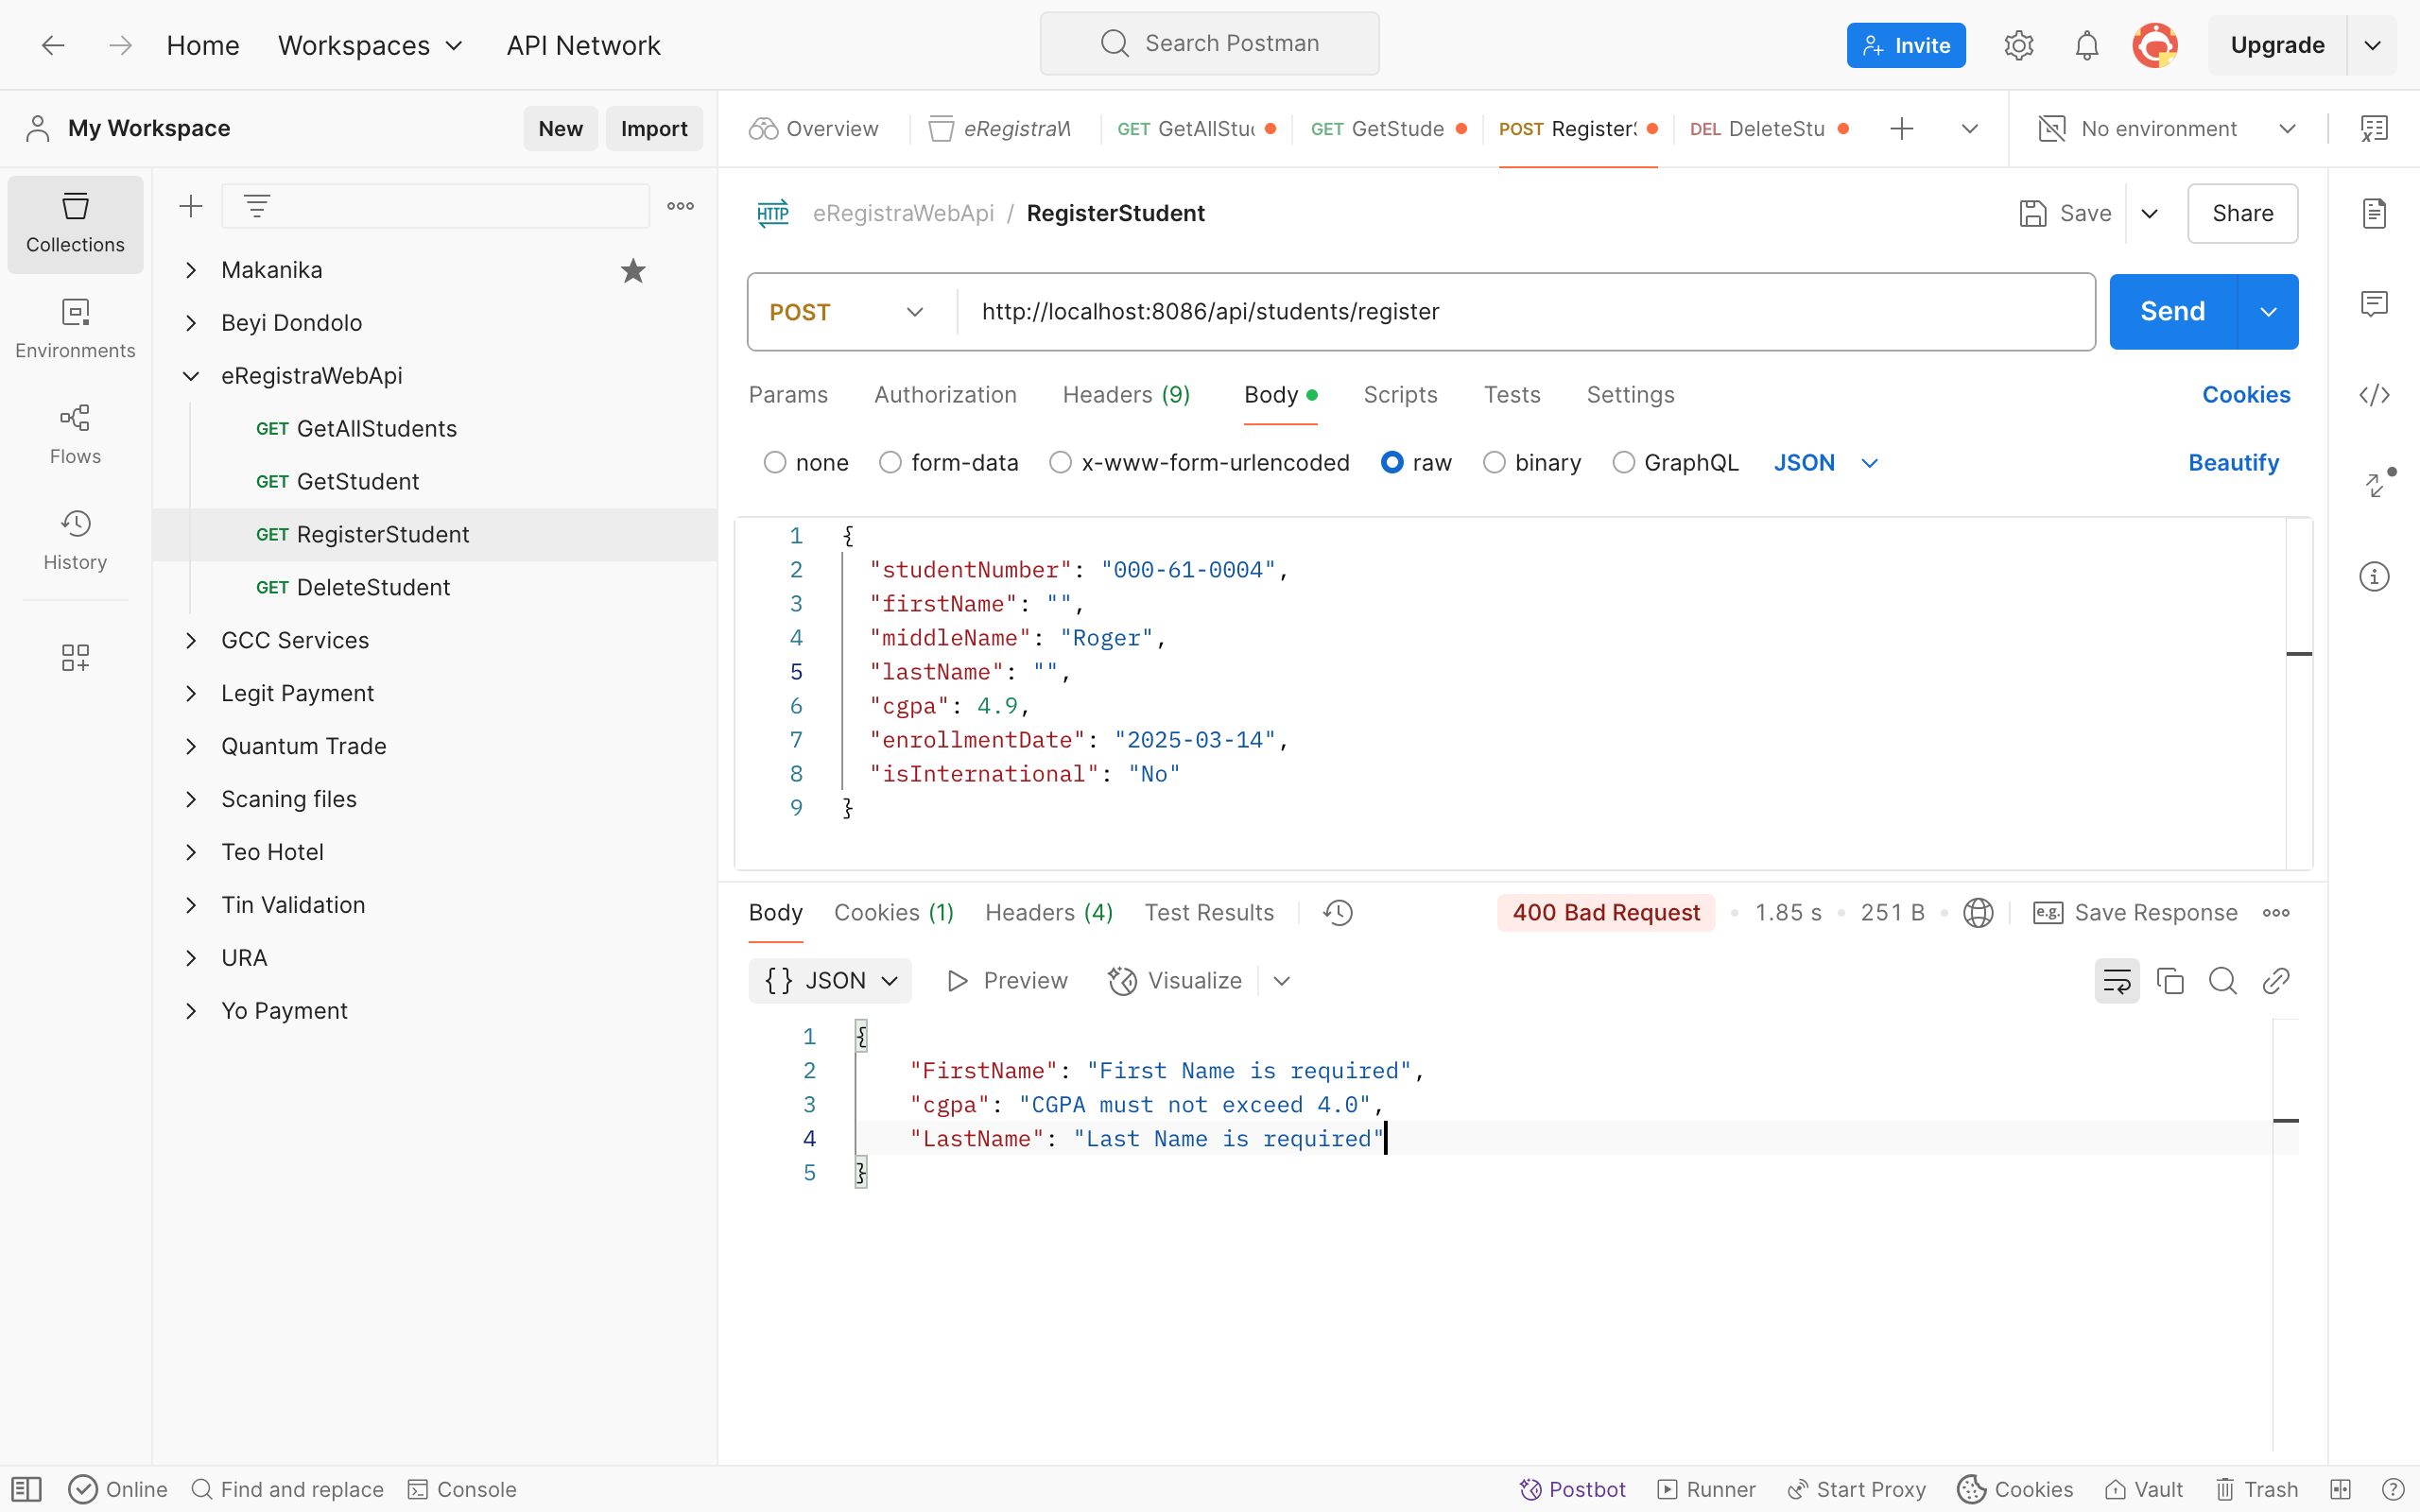 Home Workspaces API Network Search Postman Invite Upgrade
My Workspace New Import
Overview eRegistraW GET GetAllStu GET GetStude POST Register DEL DeleteStu No environment
Collections
Environments
Flows
History
Makanika
Beyi Dondolo
eRegistraWebApi
GET GetAllStudents
GET GetStudent
GET RegisterStudent
GET DeleteStudent
GCC Services
Legit Payment
Quantum Trade
Scaning files
Teo Hotel
Tin Validation
URA
Yo Payment
HTTP eRegistraWebApi / RegisterStudent Save Share
POST http://localhost:8086/api/students/register Send
Params Authorization Headers (9) Body Scripts Tests Settings Cookies
none form-data x-www-form-urlencoded raw binary GraphQL JSON Beautify
1 {
2 "studentNumber": "000-61-0004",
3 "firstName": "",
4 "middleName": "Roger",
5 "lastName": "",
6 "cgpa": 4.9,
7 "enrollmentDate": "2025-03-14",
8 "isInternational": "No"
9 }
Body Cookies (1) Headers (4) Test Results 400 Bad Request • 1.85 s • 251 B • e.g. Save Response
{} JSON Preview Visualize
1 {
2 "FirstName": "First Name is required",
3 "cgpa": "CGPA must not exceed 4.0",
4 "LastName": "Last Name is required"
5 }
Online Find and replace Console Postbot Runner Start Proxy Cookies Vault Trash